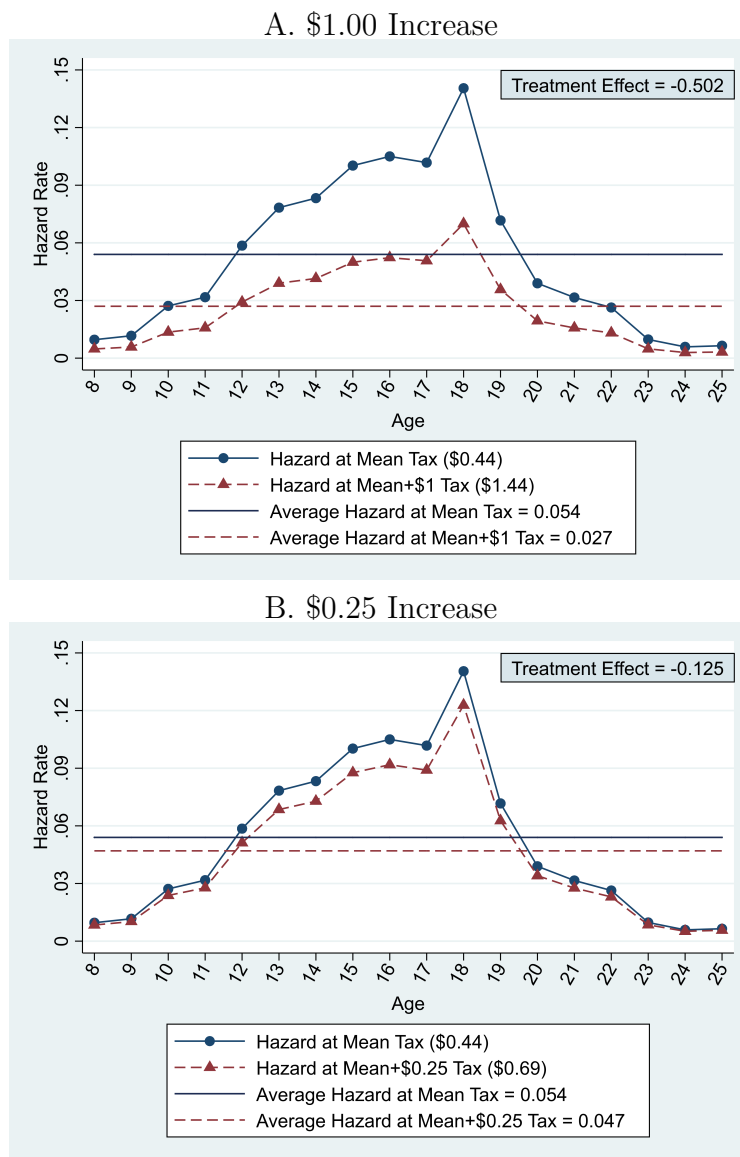 A. $1.00 Increase
Treatment Effect = -0.502
Hazard Rate
.15
.12
.09
.06
.03
0
8 9 10 11 12 13 14 15 16 17 18 19 20 21 22 23 24 25
Age
Hazard at Mean Tax ($0.44)
Hazard at Mean+$1 Tax ($1.44)
Average Hazard at Mean Tax = 0.054
Average Hazard at Mean+$1 Tax = 0.027
B. $0.25 Increase
Treatment Effect = -0.125
Hazard Rate
.15
.12
.09
.06
.03
0
8 9 10 11 12 13 14 15 16 17 18 19 20 21 22 23 24 25
Age
Hazard at Mean Tax ($0.44)
Hazard at Mean+$0.25 Tax ($0.69)
Average Hazard at Mean Tax = 0.054
Average Hazard at Mean+$0.25 Tax = 0.047